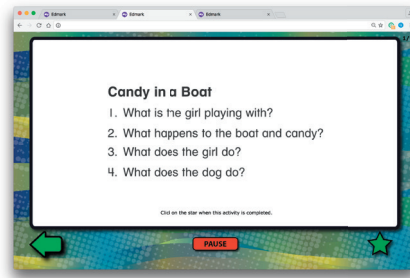 Edmark
Edmark
Edmark
Candy in a Boat
1. What is the girl playing with?
2. What happens to the boat and candy?
3. What does the girl do?
4. What does the dog do?
Click on the star when this activity is completed.
PAUSE